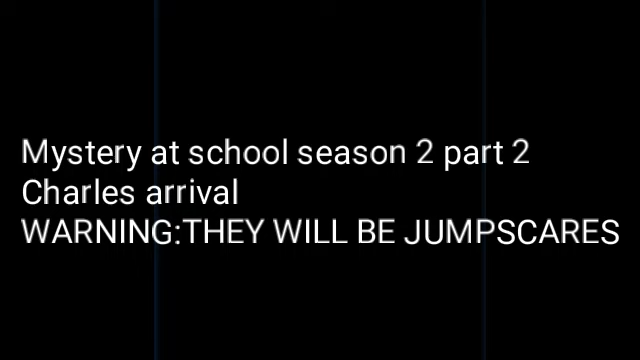 Mystery at school season 2 part 2
Charles arrival
WARNING:THEY WILL BE JUMPSCARES